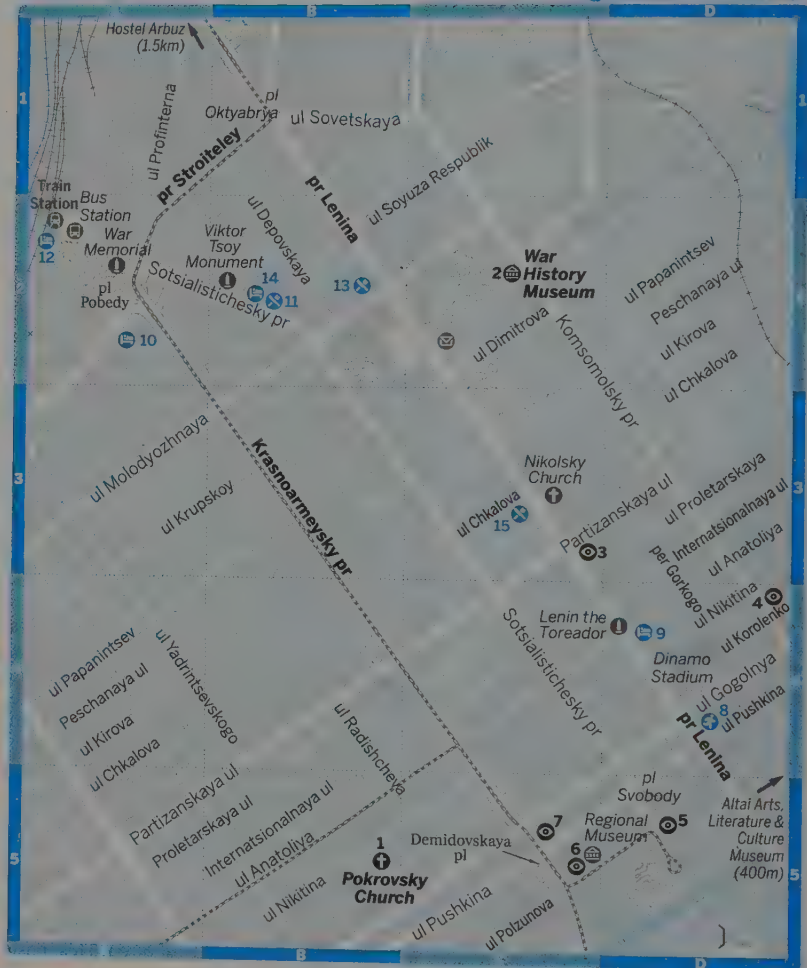 B
D
Hostel Arbuz
(1.5km)
1
1
pl
Oktyabrya
ul Sovetskaya
ul Profinterna
pr Stroiteley
pr Lenina
ul Soyuza Respublik
Train
Station
Bus
Station
12
War
Memorial
pl
Pobedy
ul Depovskaya
Viktor
Tsoy
Monument
14
11
Sotsialistichesky pr
13
2
War
History
Museum
ul Papanintsev
Peschanaya ul
ul Kirova
ul Chkalova
10
ul Dimitrova
Komsomolsky pr
3
3
ul Molodyozhnaya
ul Krupskoy
Krasnoarmeysky pr
Nikolsky
Church
ul Chkalova
15
Partizanskaya ul
3
ul Proletarskaya
Internatsionalnaya ul
ul Anatoliya
per Gorkogo
ul Nikitina
4
ul Korolenko
Lenin the
Toreador
9
Dinamo
Stadium
Sotsialistichesky pr
ul Gogolnya
8
ul Pushkina
pr Lenina
ul Papanintsev
Peschanaya ul
ul Kirova
ul Chkalova
ul Yadrintsevskogo
ul Radishcheva
Partizanskaya ul
Proletarskaya ul
Internatsionalnaya ul
ul Anatoliya
ul Nikitina
1
Pokrovsky
Church
Demidovskaya
pl
7
6
Regional
Museum
pl
Svobody
5
Altai Arts,
Literature &
Culture
Museum
(400m)
5
5
ul Pushkina
ul Polzunova
B
D